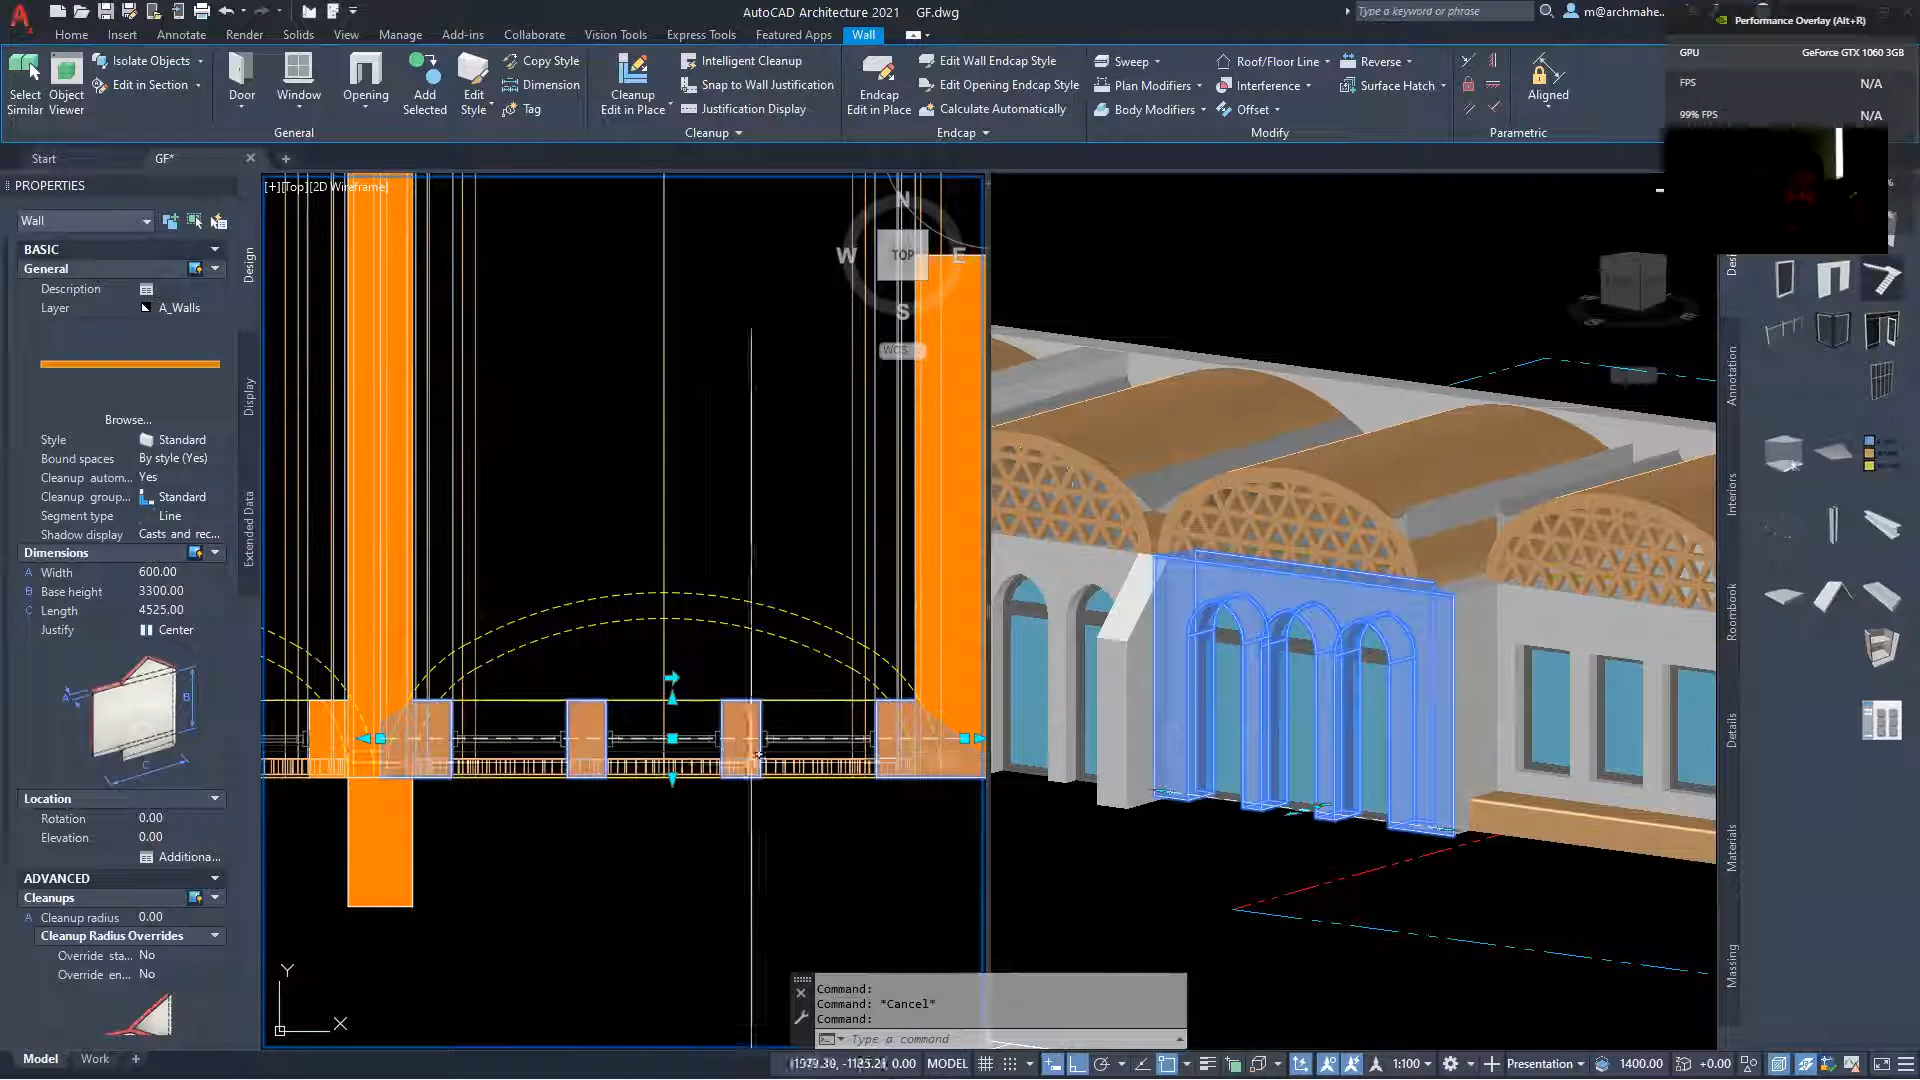 AutoCAD Architecture 2021 GF.dwg
Type a keyword or phrase
m@archmahe...
Performance Overlay (Alt+R)
Home Insert Annotate Render Solids View Manage Add-ins Collaborate Vision Tools Express Tools Featured Apps Wall
GPU GeForce GTX 1060 3GB
FPS N/A
99% FPS N/A
Select Similar
Object Viewer
Isolate Objects
Edit in Section
Door
Window
Opening
Add Selected
Edit Style
Copy Style
Dimension
Tag
General
Cleanup Edit in Place
Intelligent Cleanup
Snap to Wall Justification
Justification Display
Cleanup
Endcap Edit in Place
Edit Wall Endcap Style
Edit Opening Endcap Style
Calculate Automatically
Endcap
Sweep
Plan Modifiers
Body Modifiers
Roof/Floor Line
Interference
Offset
Reverse
Surface Hatch
Modify
Aligned
Parametric
Start
GF*
PROPERTIES
Wall
BASIC
General
Description
Layer A_Walls
Browse...
Style Standard
Bound spaces By style (Yes)
Cleanup autom... Yes
Cleanup group... Standard
Segment type Line
Shadow display Casts and rec...
Dimensions
A Width 600.00
B Base height 3300.00
C Length 4525.00
Justify Center
A
B
C
Location
Rotation 0.00
Elevation 0.00
Additiona...
ADVANCED
Cleanups
A Cleanup radius 0.00
Cleanup Radius Overrides
Override sta... No
Override en... No
Design
Display
Extended Data
[+][Top][2D Wireframe]
N
W TOP E
S
WCS
Y
X
Command:
Command: *Cancel*
Command:
Type a command
Annotation
Interiors
Roombook
Details
Materials
Massing
Model Work +
MODEL
1:100
Presentation
1400.00
+0.00